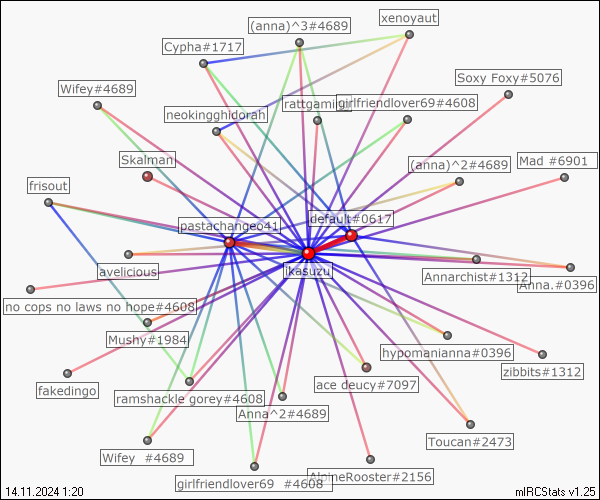 (anna)^3#4689
xenoyaut
Cypha#1717
Soxy Foxy#5076
Wifey#4689
rattgaming
girlfriendlover69#4608
neokingghidorah
Skalman
(anna)^2#4689
Mad #6901
frisout
pastachangeo41
default#0617
avelicious
ikasuzu
Annarchist#1312
Anna.#0396
no cops no laws no hope#4608
Mushy#1984
hypomanianna#0396
zibbits#1312
fakedingo
ramshackle gorey#4608
ace deucy#7097
Anna^2#4689
Toucan#2473
Wifey #4689
girlfriendlover69 #4608
AlpineRooster#2156
14.11.2024 1:20
mIRCStats v1.25